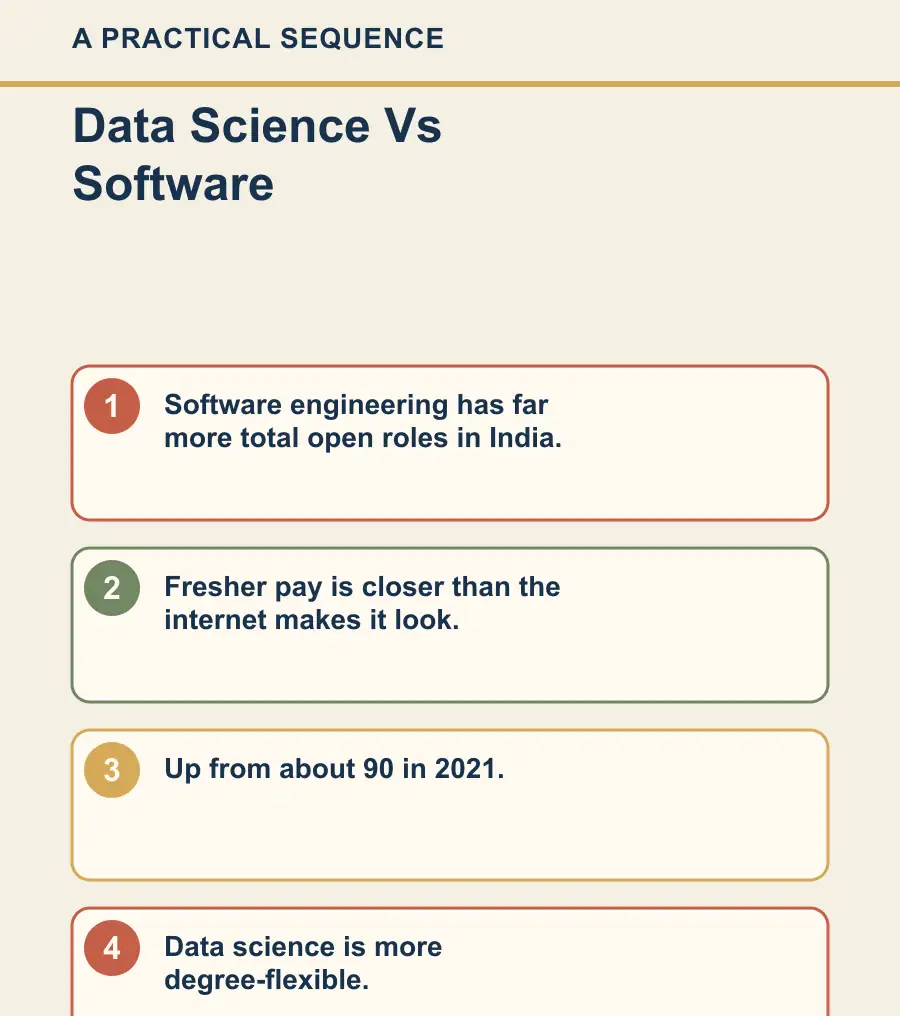 A PRACTICAL SEQUENCE
Data Science Vs
Software
1
Software engineering has far
more total open roles in India.
2
Fresher pay is closer than the
internet makes it look.
3
Up from about 90 in 2021.
4
Data science is more
degree-flexible.